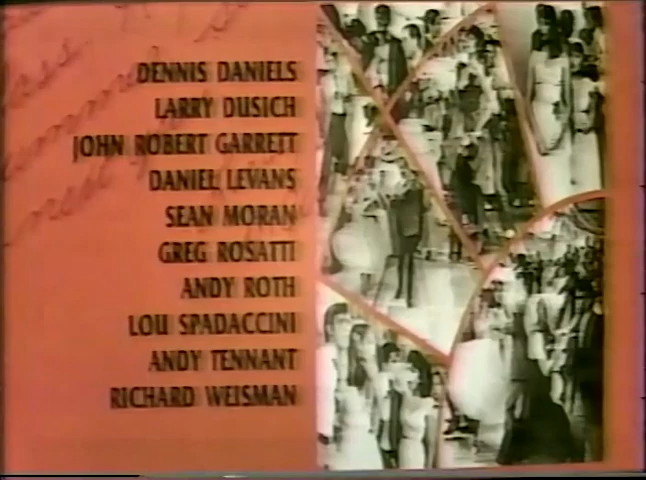 DENNIS DANIELS
LARRY DUSICH
JOHN ROBERT GARRETT
DANIEL LEVANS
SEAN MORAN
GREG ROSATTI
ANDY ROTH
LOU SPADACCINI
ANDY TENNANT
RICHARD WEISMAN